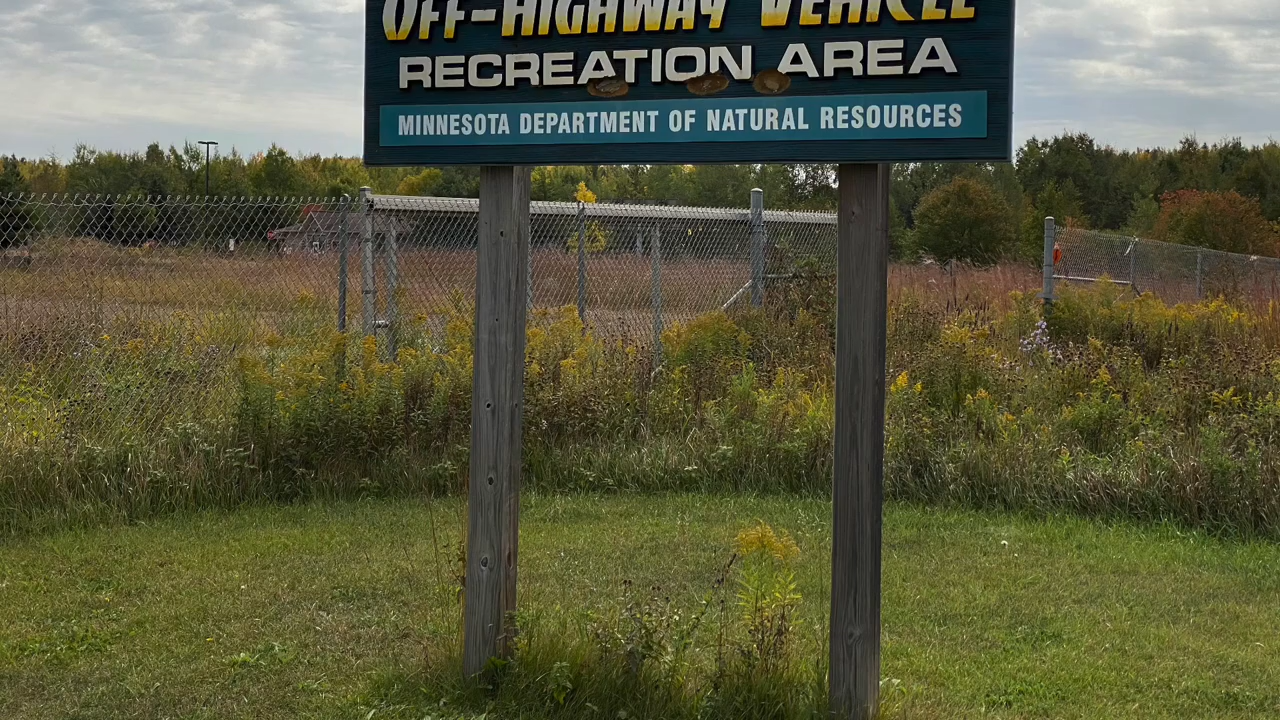 OFF-HIGHWAY VEHICLE
RECREATION AREA
MINNESOTA DEPARTMENT OF NATURAL RESOURCES